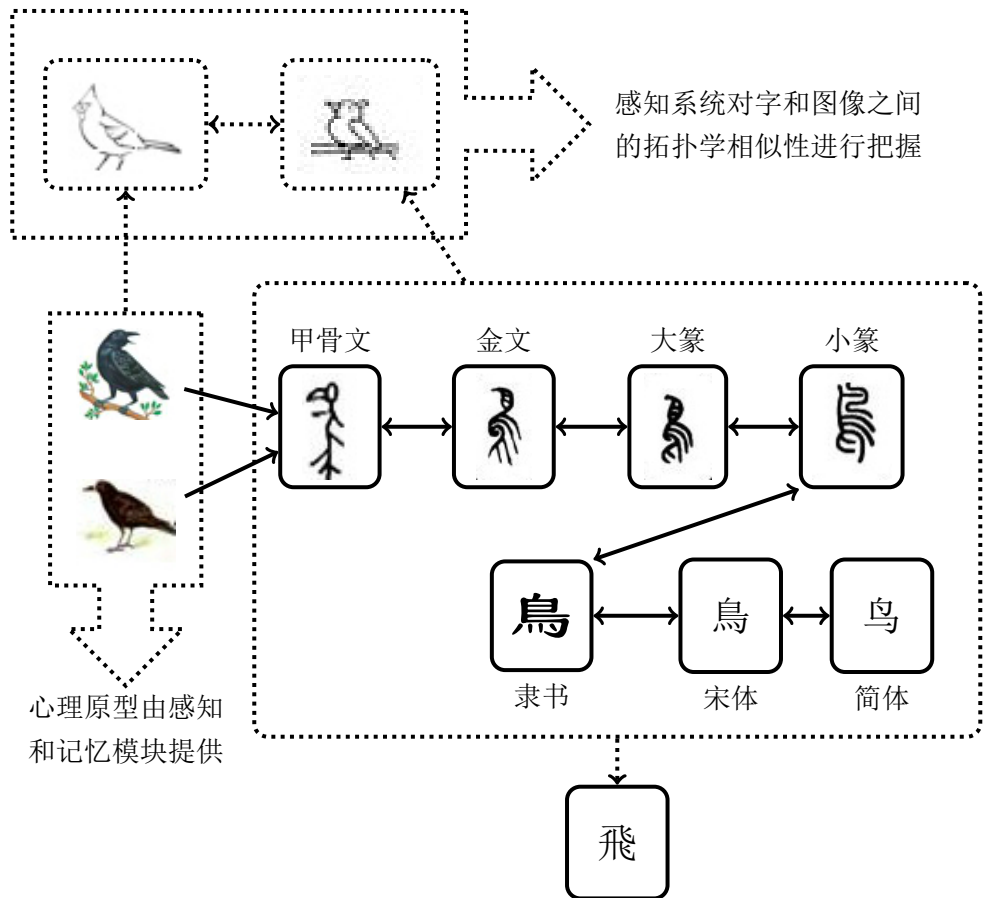 感知系统对字和图像之间
的拓扑学相似性进行把握
甲骨文
金文
大篆
小篆
鳥
鳥
鸟
隶书
宋体
简体
心理原型由感知
和记忆模块提供
飛